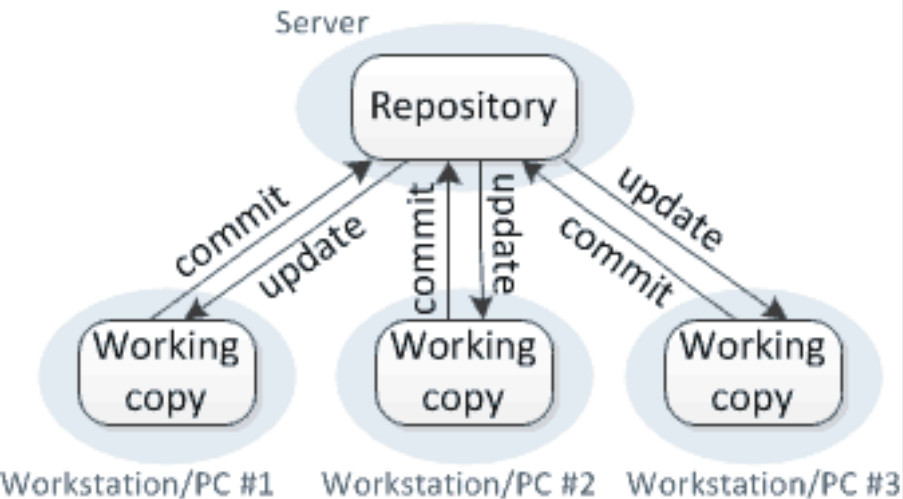 Server
Repository
commit
update
commit
update
commit
update
Working
copy
Working
copy
Working
copy
Workstation/PC #1
Workstation/PC #2
Workstation/PC #3